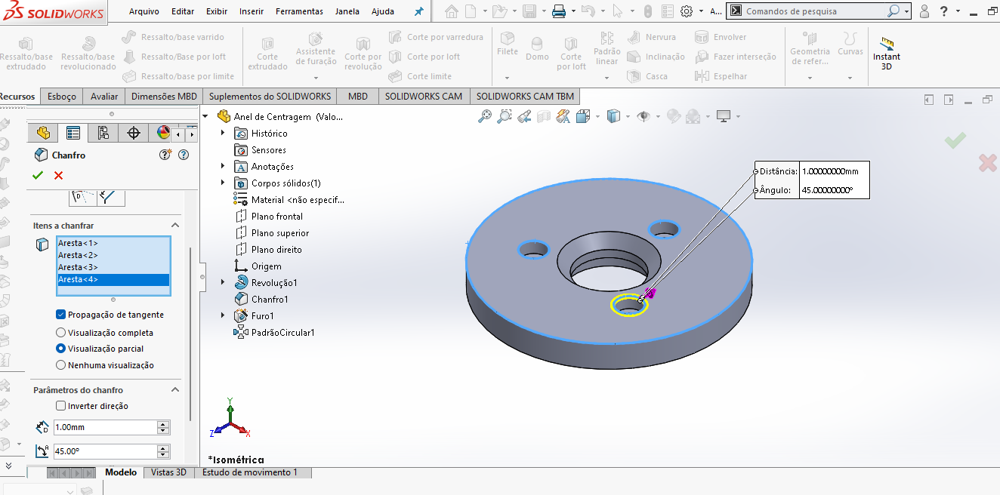 SOLIDWORKS
Arquivo Editar Exibir Inserir Ferramentas Janela Ajuda A... Comandos de pesquisa ?
Ressalto/base extrudado
Ressalto/base revolucionado
Ressalto/base varrido
Ressalto/Base por loft
Ressalto/base por limite
Corte extrudado
Assistente de furação
Corte por revolução
Corte por varredura
Corte por loft
Corte limite
Filete
Domo
Corte por loft
Padrão linear
Nervura
Inclinação
Casca
Envolver
Fazer interseção
Espelhar
Geometria de refer...
Curvas
Instant 3D
Recursos Esboço Avaliar Dimensões MBD Suplementos do SOLIDWORKS MBD SOLIDWORKS CAM SOLIDWORKS CAM TBM
Chanfro
Itens a chanfrar
Aresta<1>
Aresta<2>
Aresta<3>
Aresta<4>
Propagação de tangente
Visualização completa
Visualização parcial
Nenhuma visualização
Parâmetros do chanfro
Inverter direção
1.00mm
45.00º
Anel de Centragem (Valo...
Histórico
Sensores
Anotações
Corpos sólidos(1)
Material <não especif...
Plano frontal
Plano superior
Plano direito
Origem
Revolução1
Chanfro1
Furo1
PadrãoCircular1
Distância: 1.00000000mm
Ângulo: 45.00000000º
Y
Z
X
*Isométrica
Modelo Vistas 3D Estudo de movimento 1